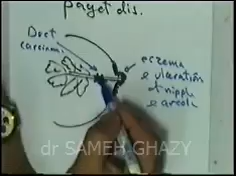 paget dis.
Duct
carcinoma
eczema
e ulceration
of nipple
e areola
dr SAMEH GHAZY